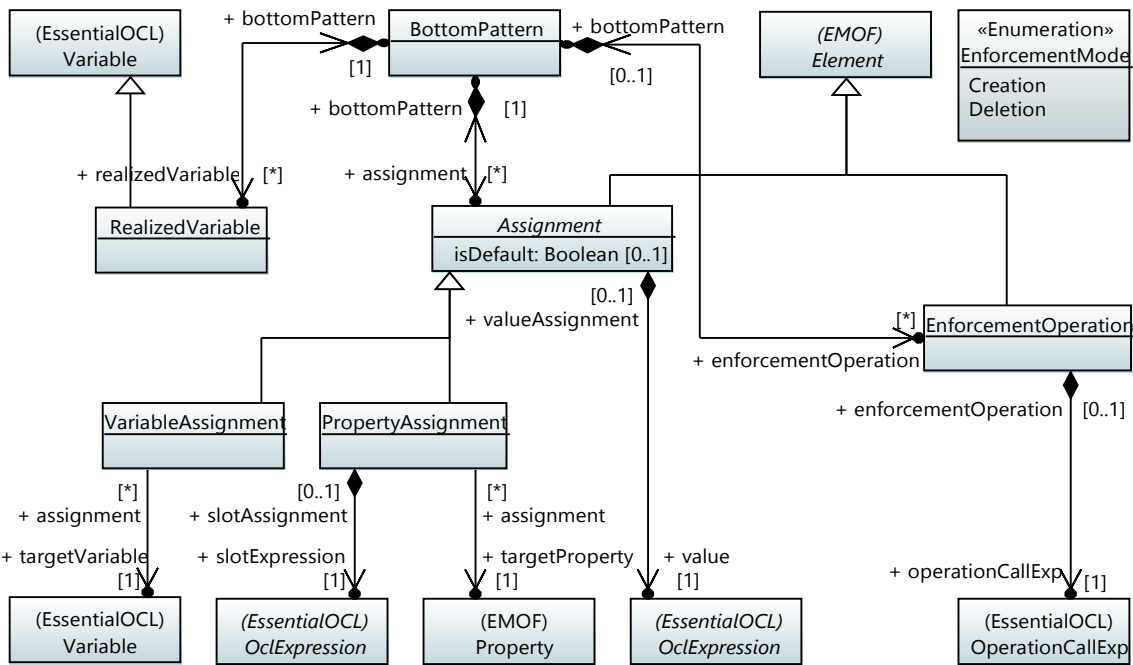 + bottomPattern
(EssentialOCL)
Variable
BottomPattern
+ bottomPattern
(EMOF)
Element
«Enumeration»
EnforcementMode
Creation
Deletion
[1]
[0..1]
+ bottomPattern
[1]
+ realizedVariable
[*]
+ assignment
[*]
RealizedVariable
Assignment
isDefault: Boolean [0..1]
[0..1]
+ valueAssignment
[*]
EnforcementOperation
+ enforcementOperation
VariableAssignment
PropertyAssignment
+ enforcementOperation
[0..1]
[*]
+ assignment
[0..1]
+ slotAssignment
[*]
+ assignment
+ targetVariable
[1]
+ slotExpression
[1]
+ targetProperty
[1]
+ value
[1]
+ operationCallExp
[1]
(EssentialOCL)
Variable
(EssentialOCL)
OclExpression
(EMOF)
Property
(EssentialOCL)
OclExpression
(EssentialOCL)
OperationCallExp